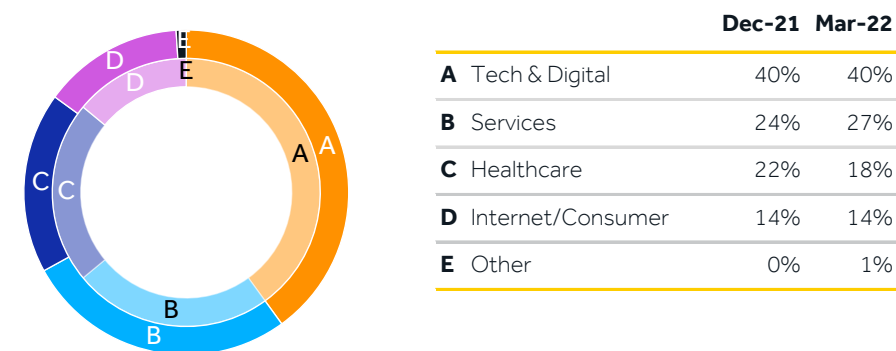 Dec-21 Mar-22
A Tech & Digital 40% 40%
B Services 24% 27%
C Healthcare 22% 18%
D Internet/Consumer 14% 14%
E Other 0% 1%
E
D
D
E
A
A
C
C
B
B